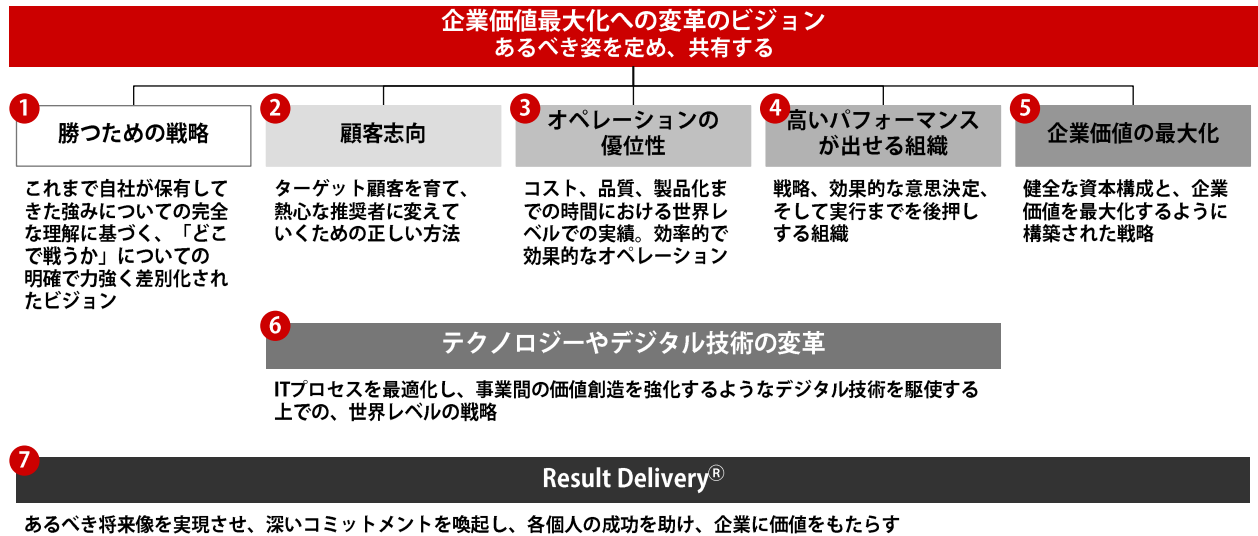 企業価値最大化への変革のビジョン
あるべき姿を定め、共有する
1
勝つための戦略
これまで自社が保有して
きた強みについての完全
な理解に基づく、「どこ
で戦うか」についての
明確で力強く差別化され
たビジョン
2
顧客志向
ターゲット顧客を育て、
熱心な推奨者に変えて
いくための正しい方法
3
オペレーションの
優位性
コスト、品質、製品化ま
での時間における世界レ
ベルでの実績。効率的で
効果的なオペレーション
4
高いパフォーマンス
が出せる組織
戦略、効果的な意思決定、
そして実行までを後押し
する組織
5
企業価値の最大化
健全な資本構成と、企業
価値を最大化するように
構築された戦略
6
テクノロジーやデジタル技術の変革
ITプロセスを最適化し、事業間の価値創造を強化するようなデジタル技術を駆使する
上での、世界レベルの戦略
7
Result Delivery®
あるべき将来像を実現させ、深いコミットメントを喚起し、各個人の成功を助け、企業に価値をもたらす